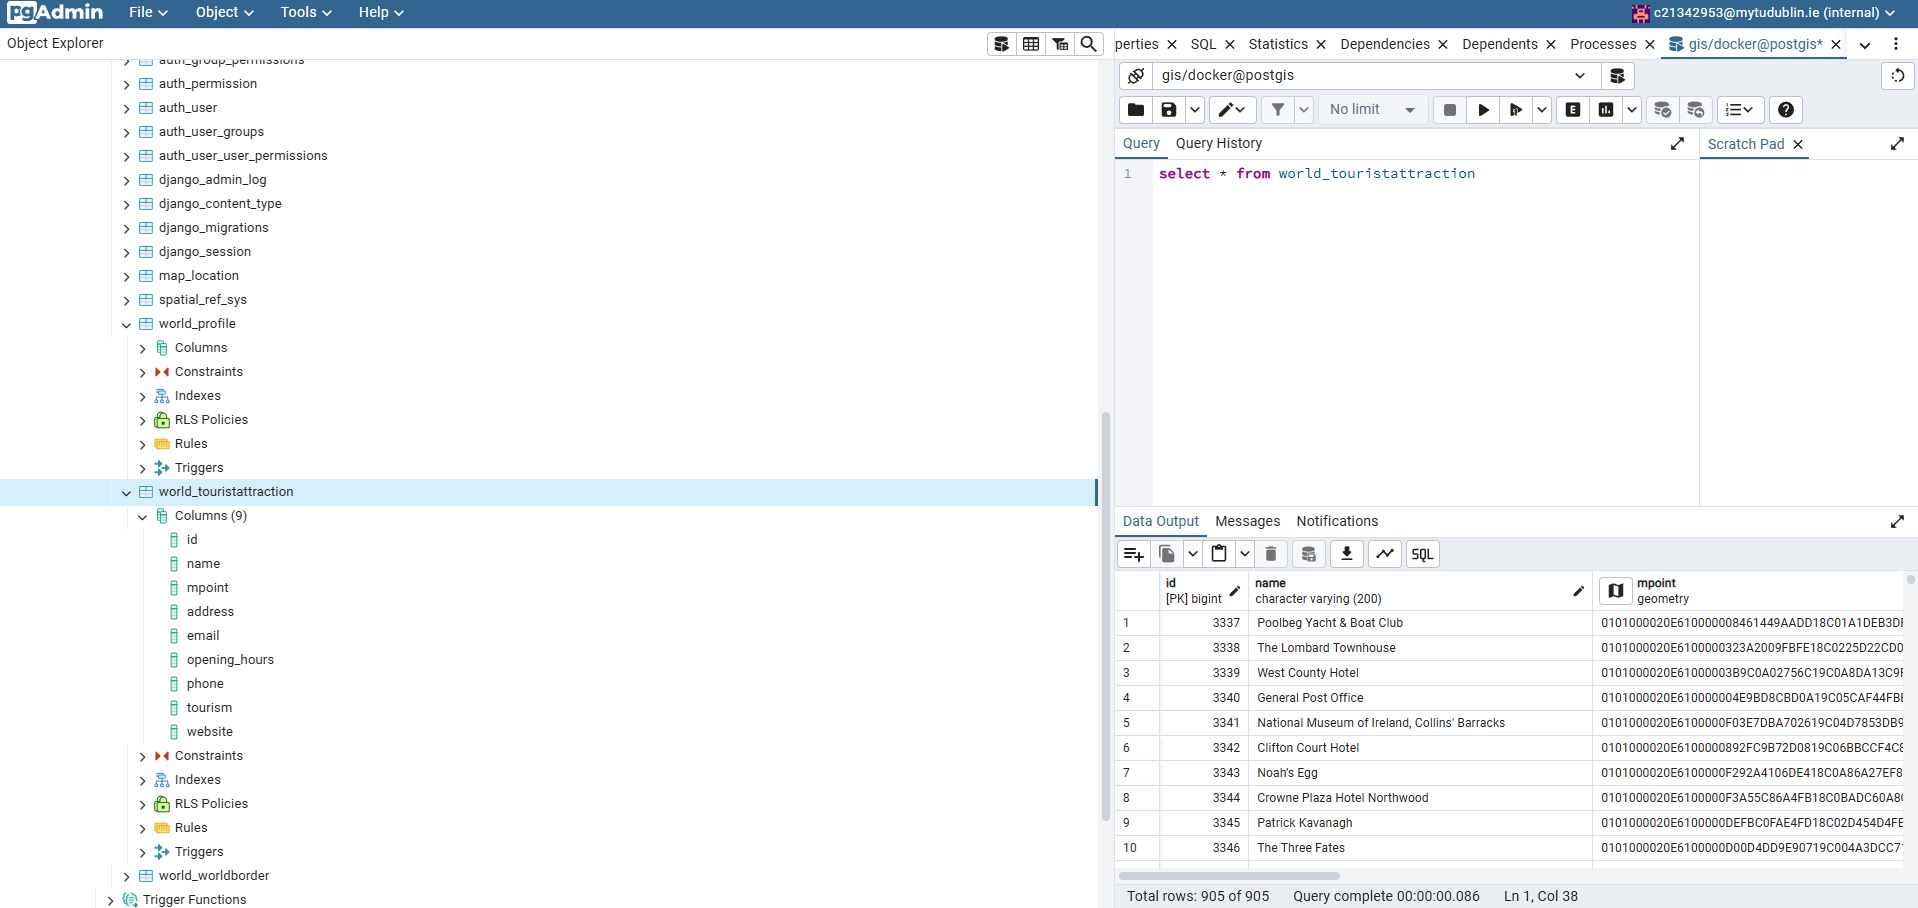 pgAdmin File Object Tools Help c21342953@mytudublin.ie (internal)
Object Explorer
auth_group_permissions
auth_permission
auth_user
auth_user_groups
auth_user_user_permissions
django_admin_log
django_content_type
django_migrations
django_session
map_location
spatial_ref_sys
world_profile
Columns
Constraints
Indexes
RLS Policies
Rules
Triggers
world_touristattraction
Columns (9)
id
name
mpoint
address
email
opening_hours
phone
tourism
website
Constraints
Indexes
RLS Policies
Rules
Triggers
world_worldborder
Trigger Functions
perties SQL Statistics Dependencies Dependents Processes gis/docker@postgis*
gis/docker@postgis
No limit E
Query Query History Scratch Pad
1 select * from world_touristattraction
Data Output Messages Notifications
SQL
id name mpoint
[PK] bigint character varying (200) geometry
1 3337 Poolbeg Yacht & Boat Club 0101000020E610000008461449AADD18C01A1DEB3D
2 3338 The Lombard Townhouse 0101000020E6100000323A2009FBFE18C0225D22CD0
3 3339 West County Hotel 0101000020E61000003B9C0A02756C19C0A8DA13C9
4 3340 General Post Office 0101000020E610000004E9BD8CBD0A19C05CAF44FB
5 3341 National Museum of Ireland, Collins' Barracks 0101000020E6100000F03E7DBA702619C04D7853DB9
6 3342 Clifton Court Hotel 0101000020E6100000892FC9B72D0819C06BBCCF4C8
7 3343 Noah’s Egg 0101000020E6100000F292A4106DE418C0A86A27EF8
8 3344 Crowne Plaza Hotel Northwood 0101000020E6100000F3A55C86A4FB18C0BADC60A8
9 3345 Patrick Kavanagh 0101000020E6100000DEFBC0FAE4FD18C02D454D4FE
10 3346 The Three Fates 0101000020E6100000D00D4DD9E90719C004A3DCC7
Total rows: 905 of 905 Query complete 00:00:00.086 Ln 1, Col 38